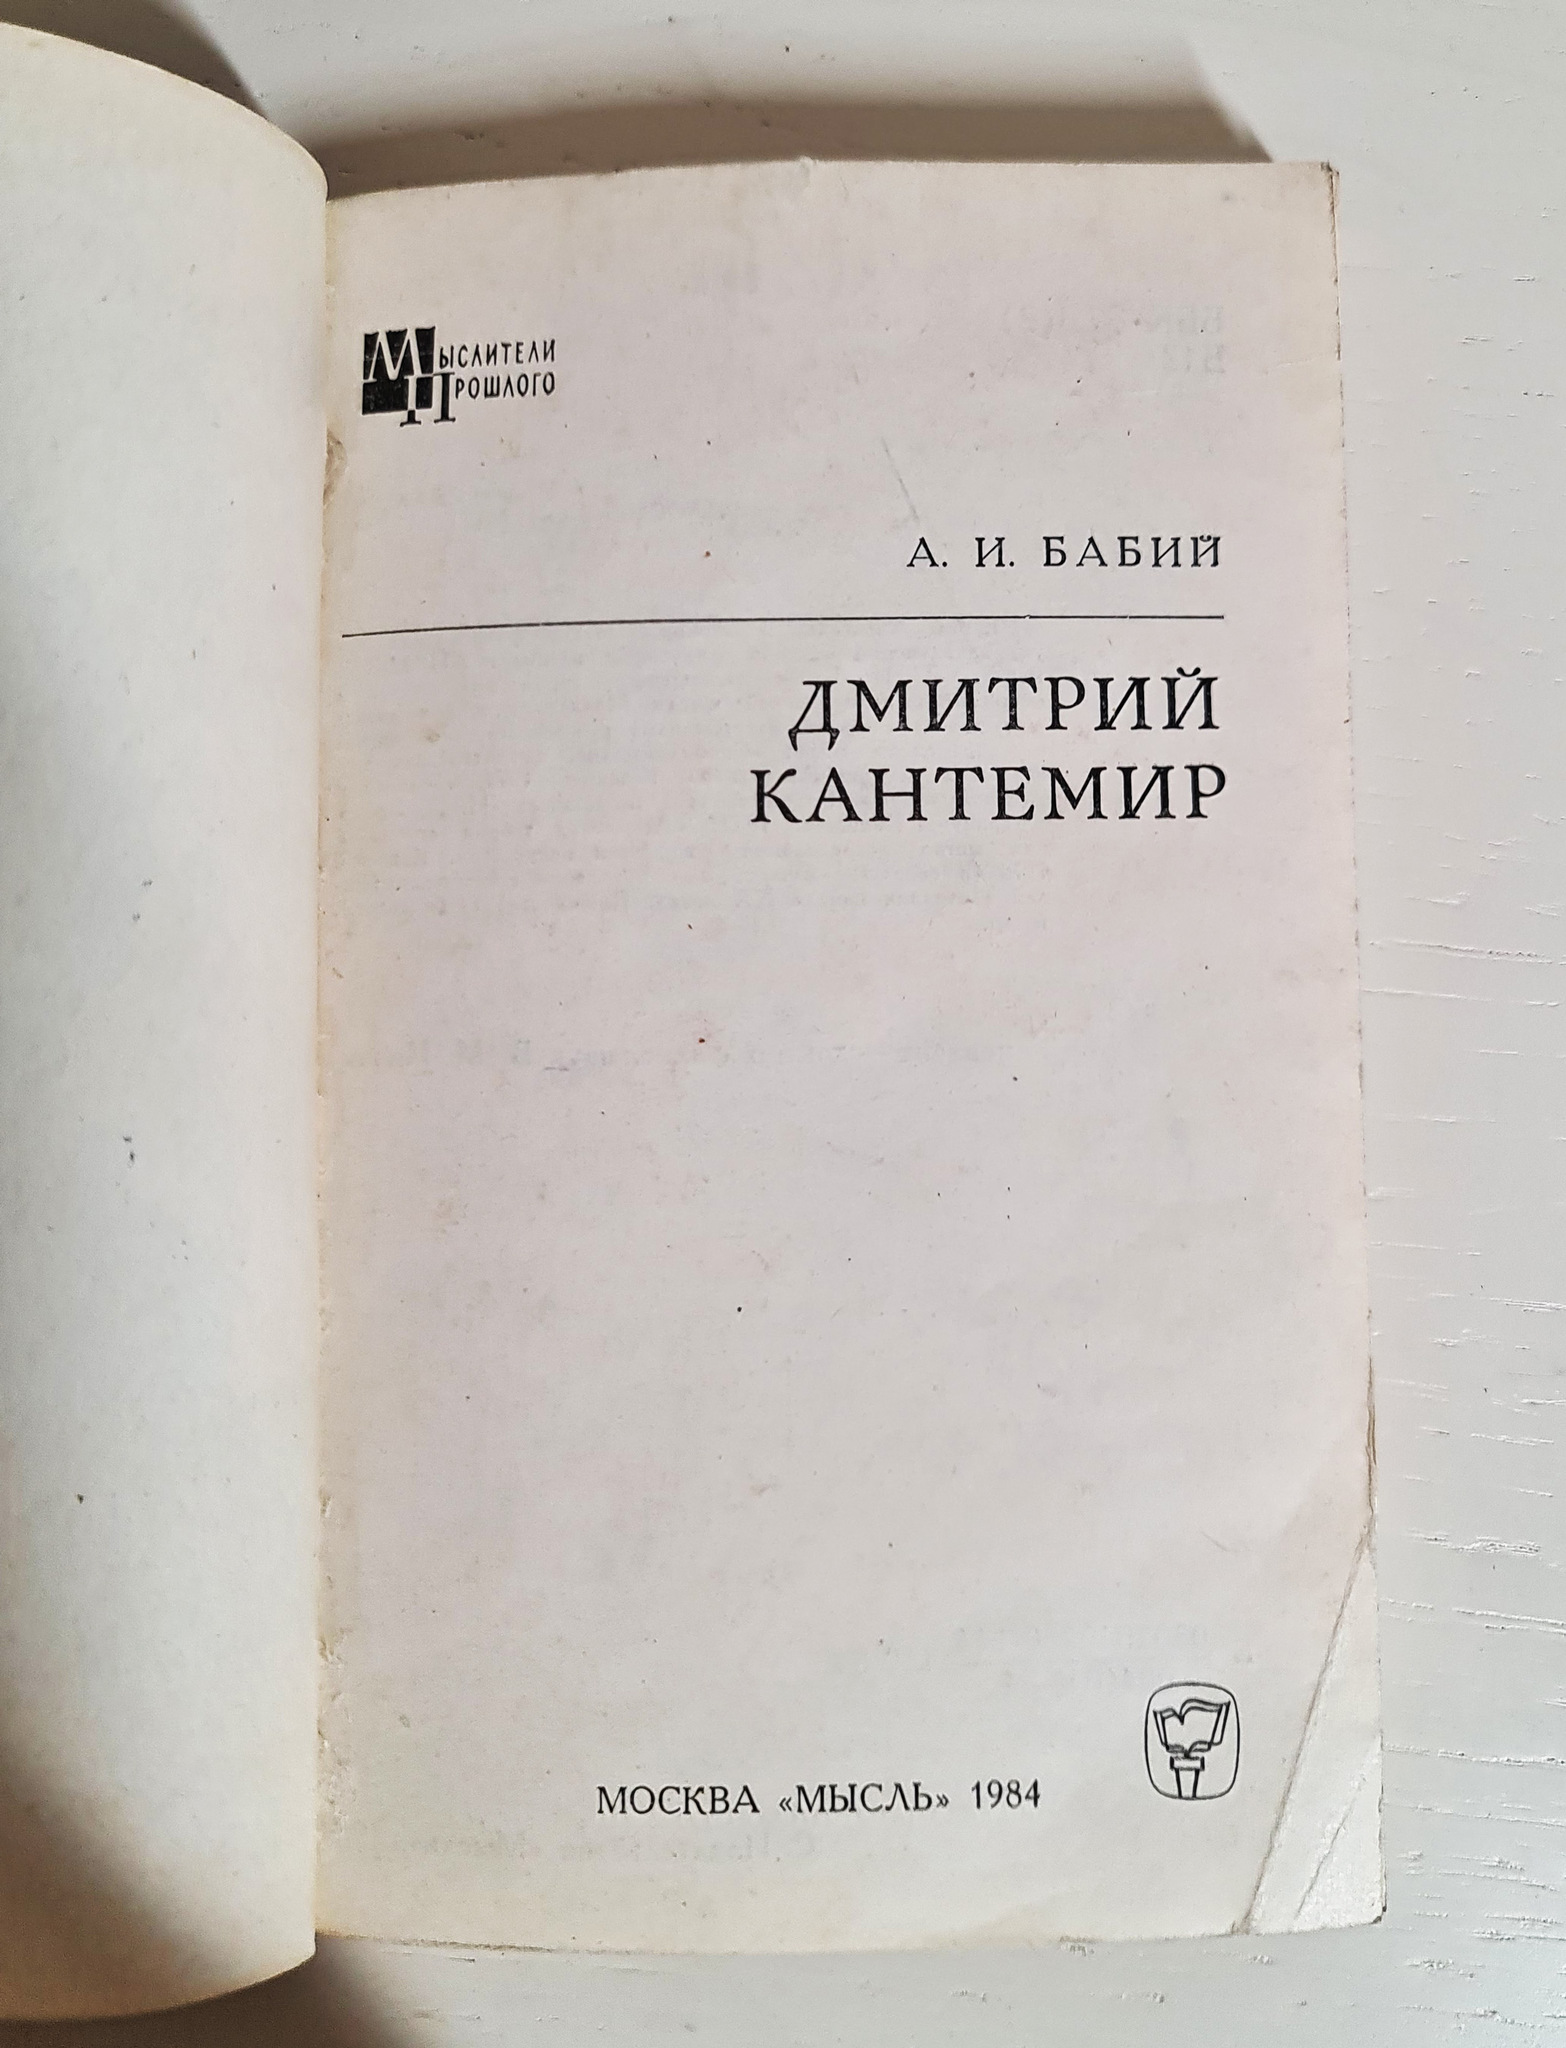 Мыслители
Прошлого
А. И. БАБИЙ
ДМИТРИЙ
КАНТЕМИР
МОСКВА «МЫСЛЬ» 1984